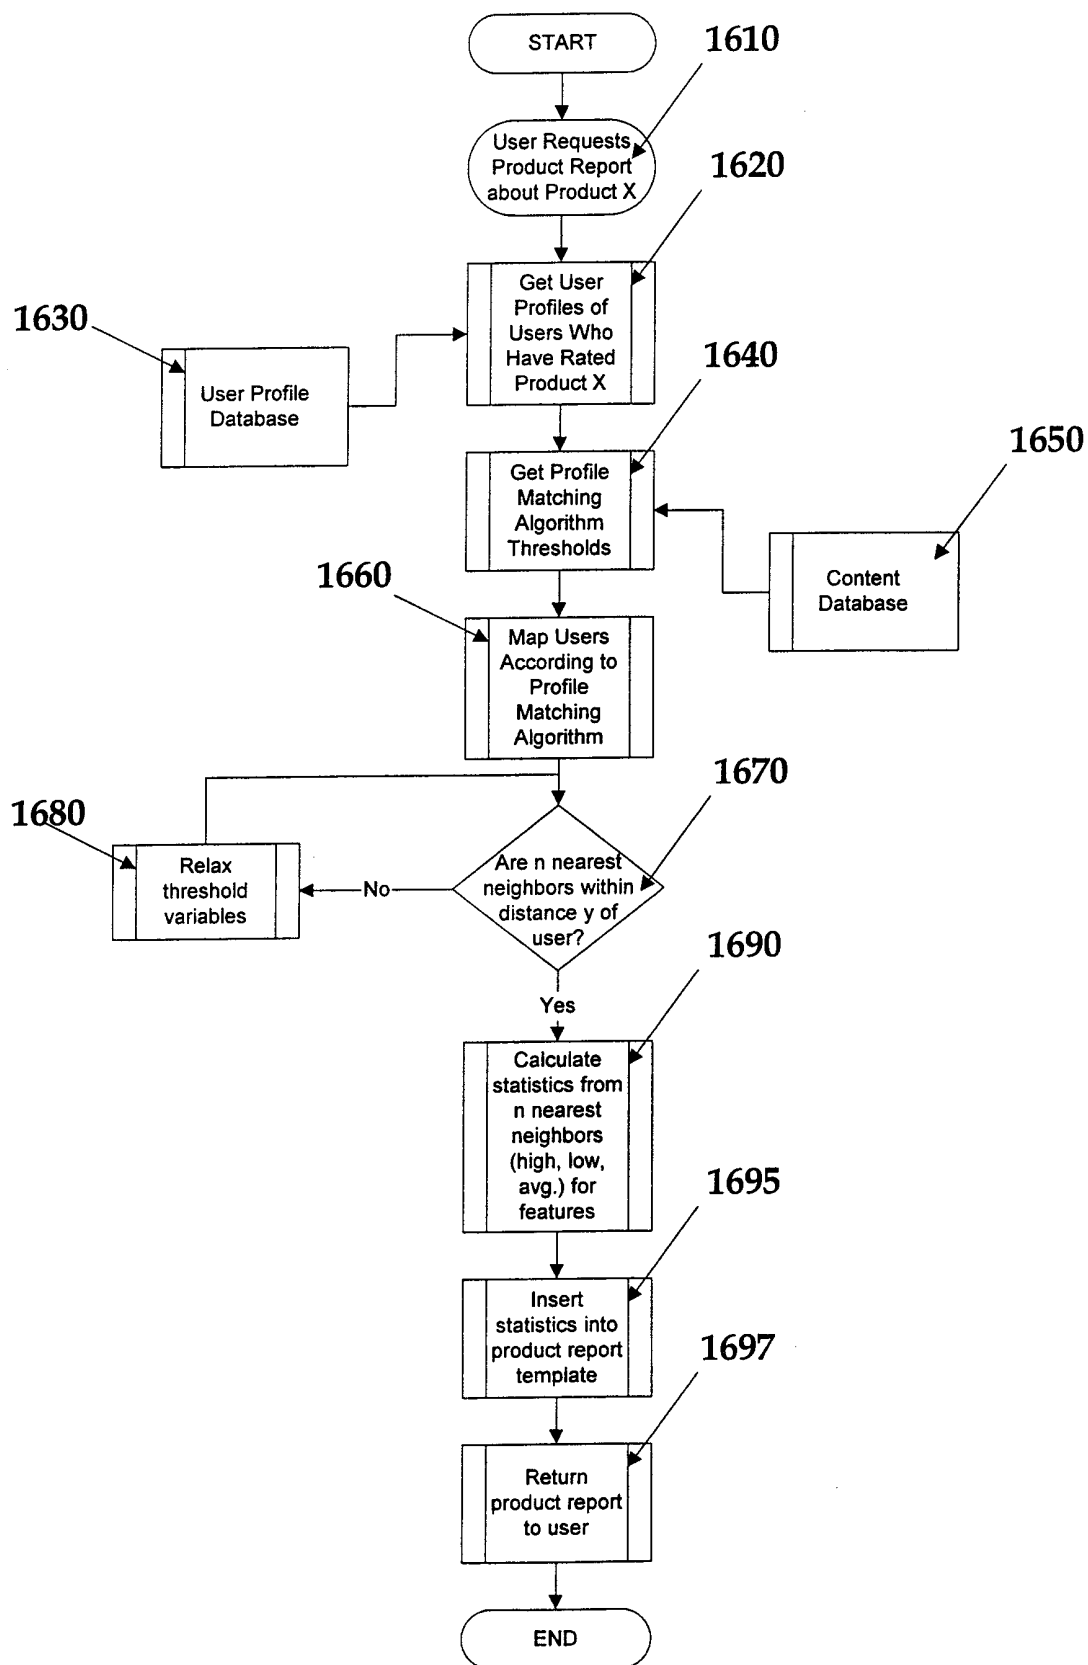 START
1610
User Requests
Product Report
about Product X
1620
Get User
Profiles of
Users Who
Have Rated
Product X
1630
User Profile
Database
1640
Get Profile
Matching
Algorithm
Thresholds
1650
Content
Database
1660
Map Users
According to
Profile
Matching
Algorithm
1670
Are n nearest
neighbors within
distance y of
user?
1680
Relax
threshold
variables
No
Yes
1690
Calculate
statistics from
n nearest
neighbors
(high, low,
avg.) for
features
1695
Insert
statistics into
product report
template
1697
Return
product report
to user
END